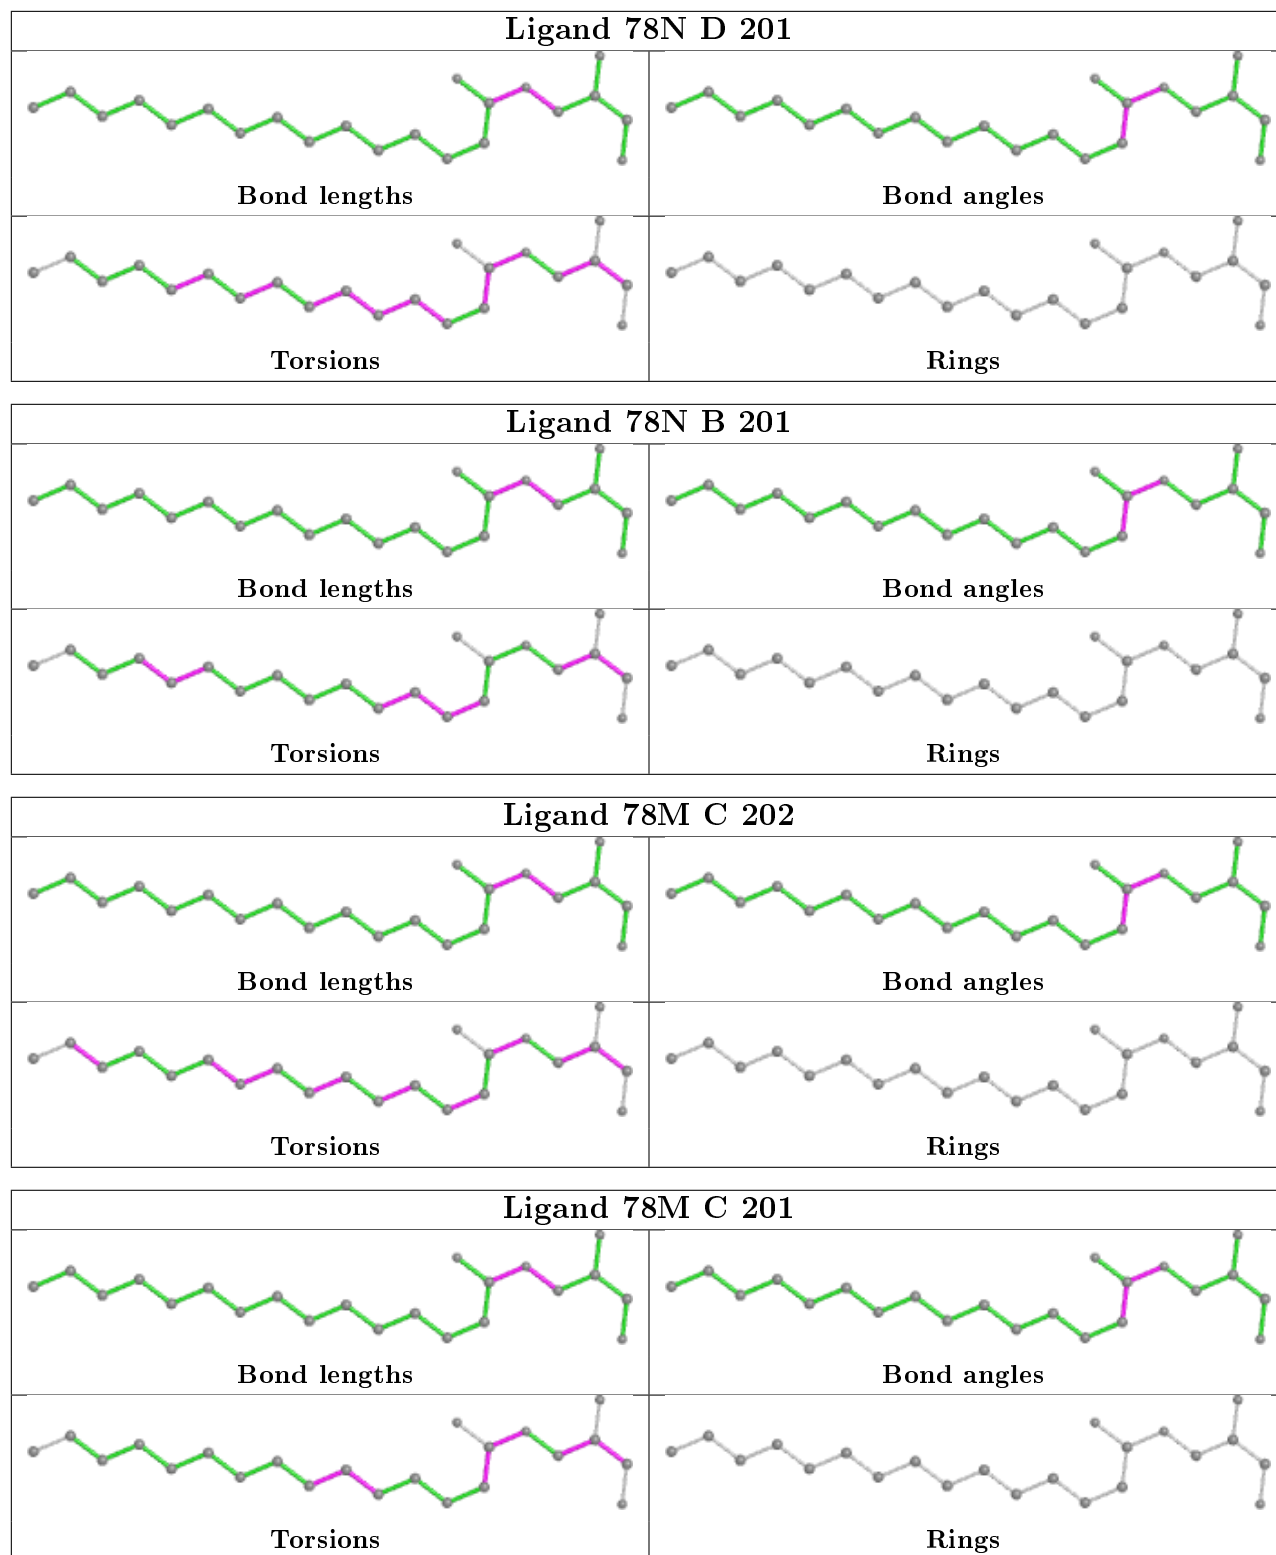 Ligand 78N D 201
Bond lengths
Bond angles
Torsions
Rings
Ligand 78N B 201
Bond lengths
Bond angles
Torsions
Rings
Ligand 78M C 202
Bond lengths
Bond angles
Torsions
Rings
Ligand 78M C 201
Bond lengths
Bond angles
Torsions
Rings